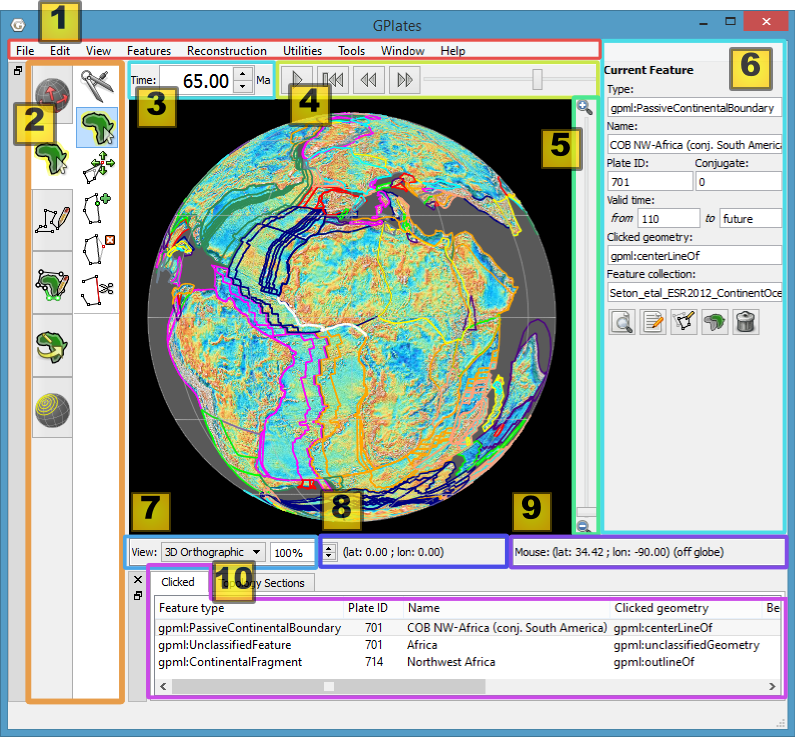 GPlates
1
File Edit View Features Reconstruction Utilities Tools Window Help
2
Time: 65.00 Ma
3
4
5
6
Current Feature
Type:
gpml:PassiveContinentalBoundary
Name:
COB NW-Africa (conj. South America
Plate ID: Conjugate:
701 0
Valid time:
from 110 to future
Clicked geometry:
gpml:centerLineOf
Feature collection:
Seton_etal_ESR2012_ContinentOce
7
8
9
View: 3D Orthographic 100% (lat: 0.00 ; lon: 0.00) Mouse: (lat: 34.42 ; lon: -90.00) (off globe)
10
Clicked Topology Sections
Feature type Plate ID Name Clicked geometry Be
gpml:PassiveContinentalBoundary 701 COB NW-Africa (conj. South America) gpml:centerLineOf
gpml:UnclassifiedFeature 701 Africa gpml:unclassifiedGeometry
gpml:ContinentalFragment 714 Northwest Africa gpml:outlineOf